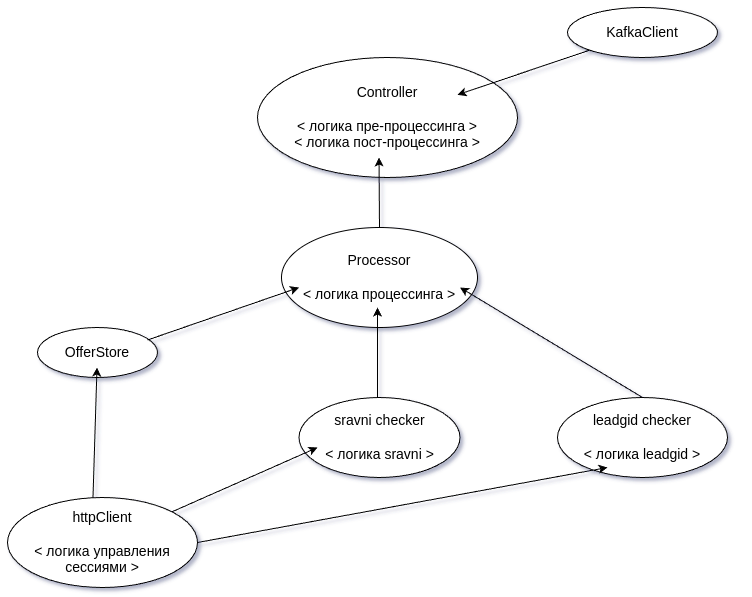 KafkaClient
Controller
< логика пре-процессинга >
< логика пост-процессинга >
Processor
< логика процессинга >
OfferStore
sravni checker
< логика sravni >
leadgid checker
< логика leadgid >
httpClient
< логика управления
сессиями >